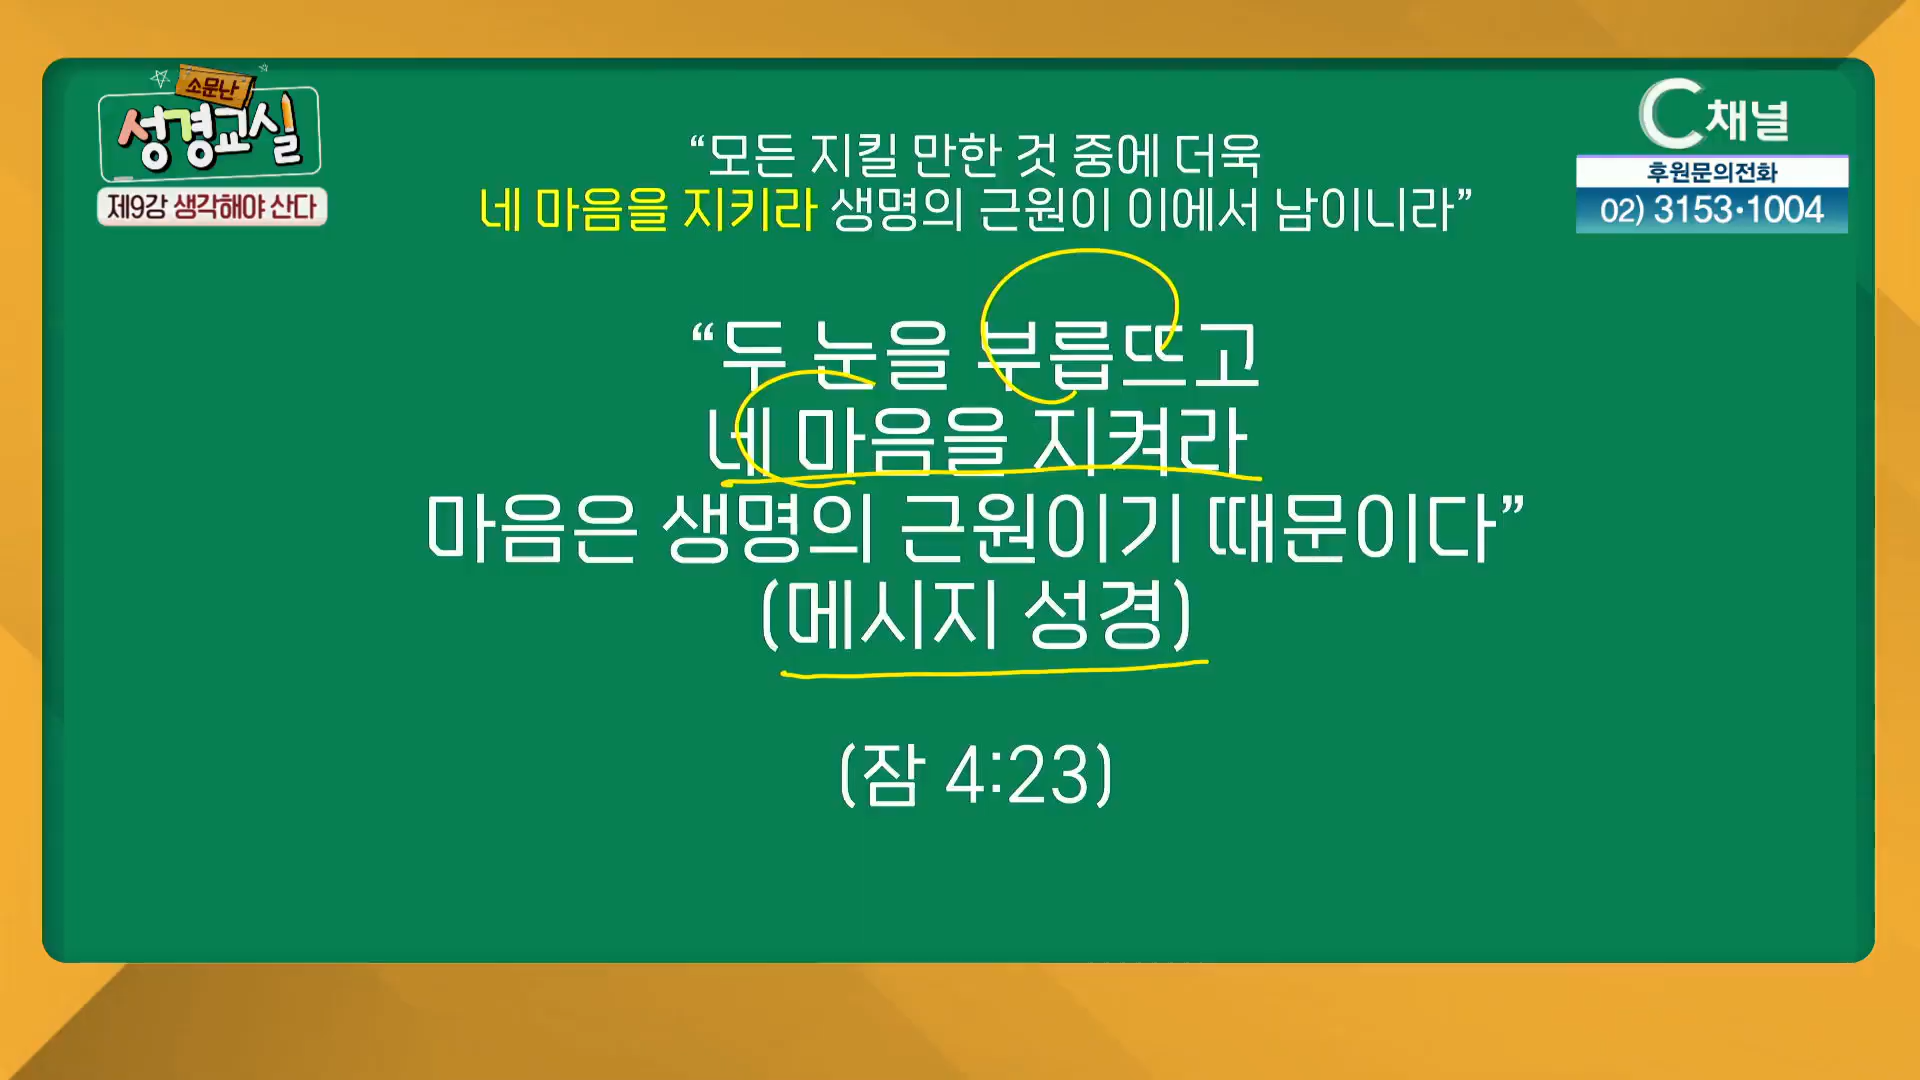 소문난
성경교실
제9강 생각해야 산다
C채널
후원문의전화
02) 3153·1004
“모든 지킬 만한 것 중에 더욱
네 마음을 지키라 생명의 근원이 이에서 남이니라”
“두 눈을 부릅뜨고
네 마음을 지켜라
마음은 생명의 근원이기 때문이다”
(메시지 성경)
(잠 4:23)